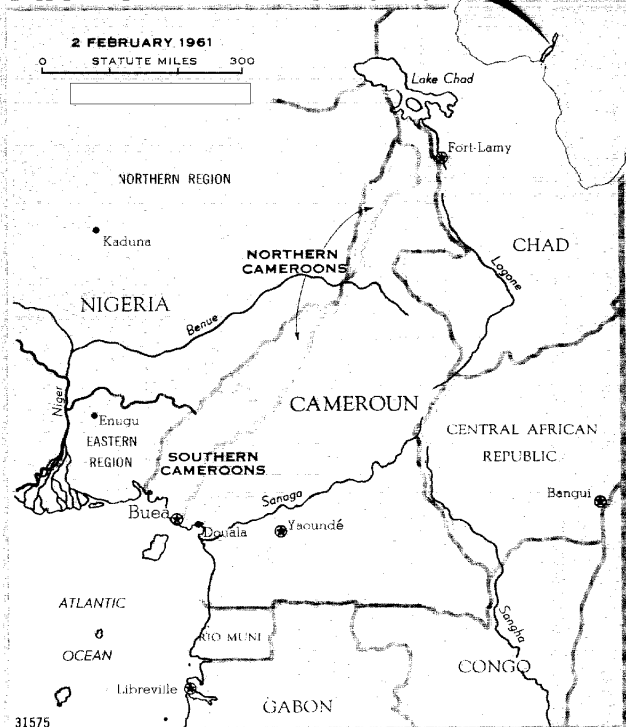 2 FEBRUARY 1961
0 STATUTE MILES 300
Lake Chad
Fort-Lamy
NORTHERN REGION
Kaduna
CHAD
NORTHERN
CAMEROONS
Logone
NIGERIA
Benue
Niger
CAMEROUN
Enugu
EASTERN
REGION
CENTRAL AFRICAN
REPUBLIC
SOUTHERN
CAMEROONS
Sanaga
Bangui
Buea
Douala
Yaoundé
ATLANTIC
OCEAN
Sangha
RIO MUNI
CONGO
Libreville
GABON
31575